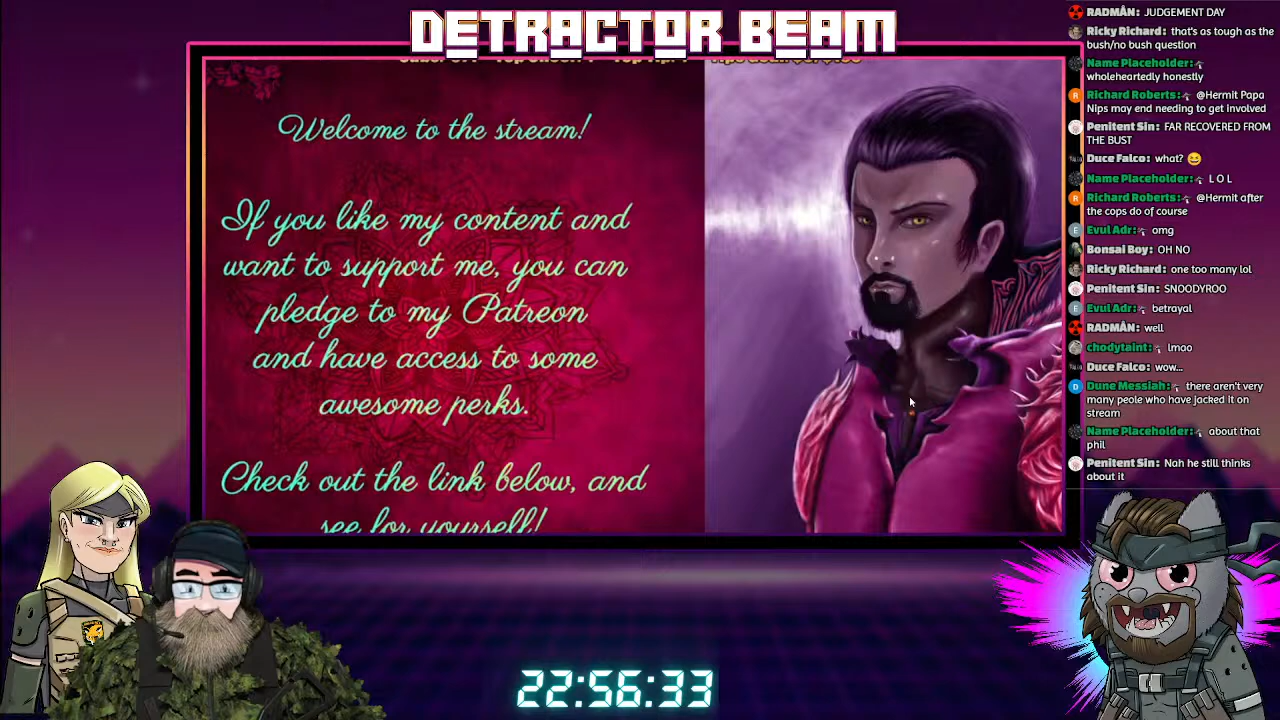 DETRACTOR BEAM
Welcome to the stream!
If you like my content and
want to support me, you can
pledge to my Patreon
and have access to some
awesome perks.
Check out the link below, and
see for yourself!
RADMÅN: JUDGEMENT DAY
Ricky Richard: that's as tough as the
bush/no bush question
Name Placeholder:
wholeheartedly honestly
Richard Roberts: @Hermit Papa
Nips may end needing to get involved
Penitent Sin: FAR RECOVERED FROM
THE BUST
Duce Falco: what? 😆
Name Placeholder: L O L
Richard Roberts: @Hermit after
the cops do of course
Evul Adr: omg
Bonsai Boy: OH NO
Ricky Richard: one too many lol
Penitent Sin: SNOODYROO
Evul Adr: betrayal
RADMÅN: well
chodytaint: lmao
Duce Falco: wow...
Dune Messiah: there aren't very
many peole who have jacked it on
stream
Name Placeholder: about that
phil
Penitent Sin: Nah he still thinks
about it
22:56:33